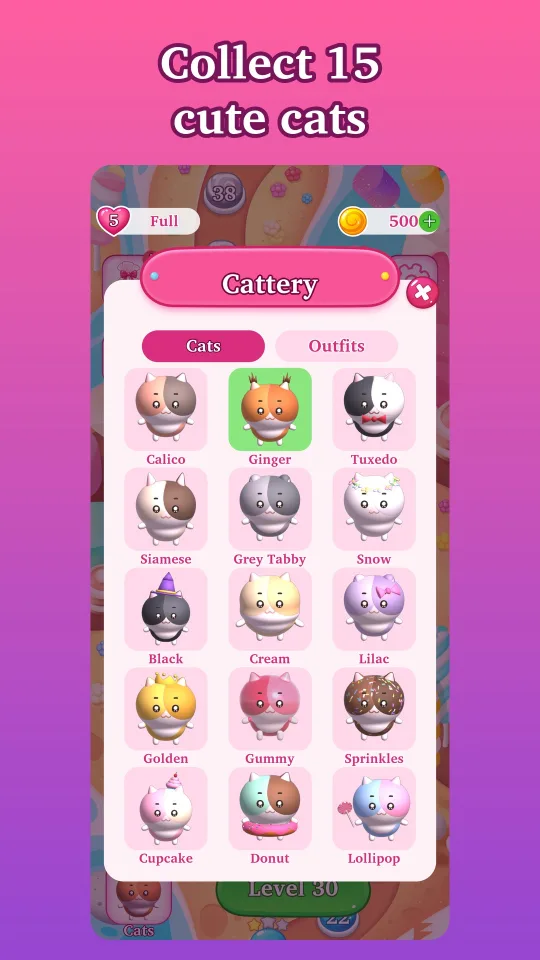 Collect 15
cute cats
38
5 Full 500
Cattery
Cats Outfits
Calico Ginger Tuxedo
Siamese Grey Tabby Snow
Black Cream Lilac
Golden Gummy Sprinkles
Cupcake Donut Lollipop
Level 30
22
Cats